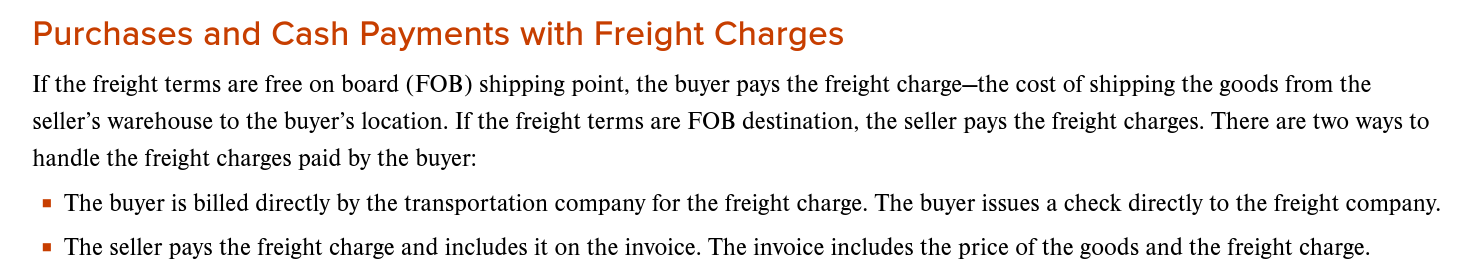 Purchases and Cash Payments with Freight Charges
If the freight terms are free on board (FOB) shipping point, the buyer pays the freight charge—the cost of shipping the goods from the
seller’s warehouse to the buyer’s location. If the freight terms are FOB destination, the seller pays the freight charges. There are two ways to
handle the freight charges paid by the buyer:
▪ The buyer is billed directly by the transportation company for the freight charge. The buyer issues a check directly to the freight company.
▪ The seller pays the freight charge and includes it on the invoice. The invoice includes the price of the goods and the freight charge.